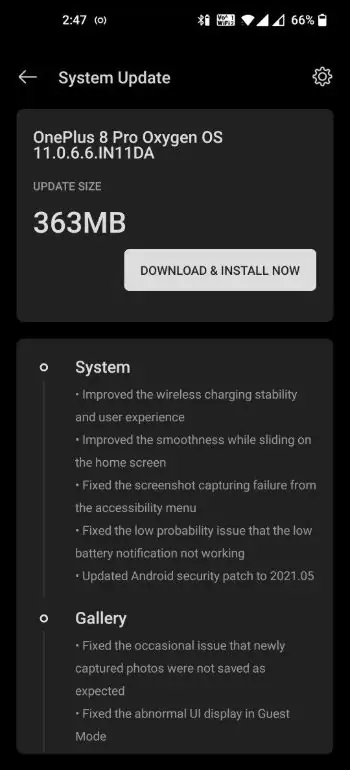 2:47
66%
System Update
OnePlus 8 Pro Oxygen OS
11.0.6.6.IN11DA
UPDATE SIZE
363MB
DOWNLOAD & INSTALL NOW
System
• Improved the wireless charging stability
and user experience
• Improved the smoothness while sliding on
the home screen
• Fixed the screenshot capturing failure from
the accessibility menu
• Fixed the low probability issue that the low
battery notification not working
• Updated Android security patch to 2021.05
Gallery
• Fixed the occasional issue that newly
captured photos were not saved as
expected
• Fixed the abnormal UI display in Guest
Mode